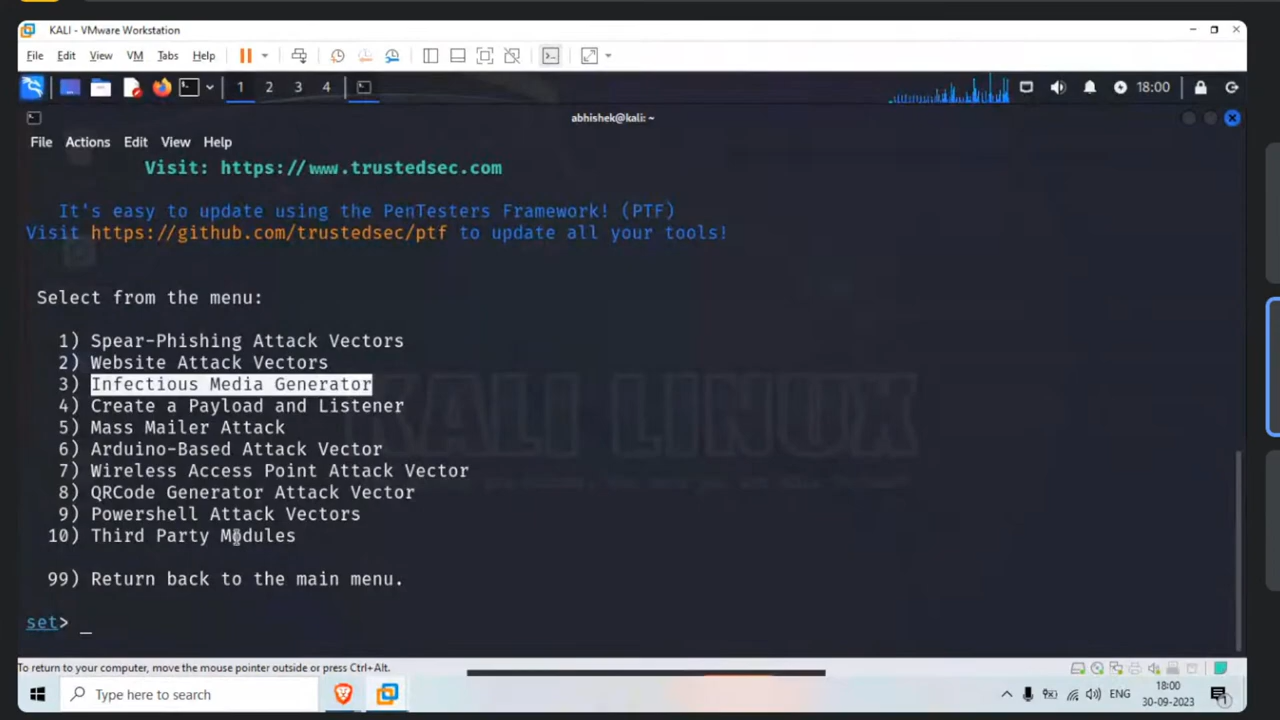 KALI - VMware Workstation
File Edit View VM Tabs Help
1 2 3 4 18:00
abhishek@kali: ~
File Actions Edit View Help
Visit: https://www.trustedsec.com
It's easy to update using the PenTesters Framework! (PTF)
Visit https://github.com/trustedsec/ptf to update all your tools!
Select from the menu:
1) Spear-Phishing Attack Vectors
2) Website Attack Vectors
3) Infectious Media Generator
4) Create a Payload and Listener
5) Mass Mailer Attack
6) Arduino-Based Attack Vector
7) Wireless Access Point Attack Vector
8) QRCode Generator Attack Vector
9) Powershell Attack Vectors
10) Third Party Modules
99) Return back to the main menu.
set> _
KALI LINUX
To return to your computer, move the mouse pointer outside or press Ctrl+Alt.
Type here to search
ENG
18:00
30-09-2023
1